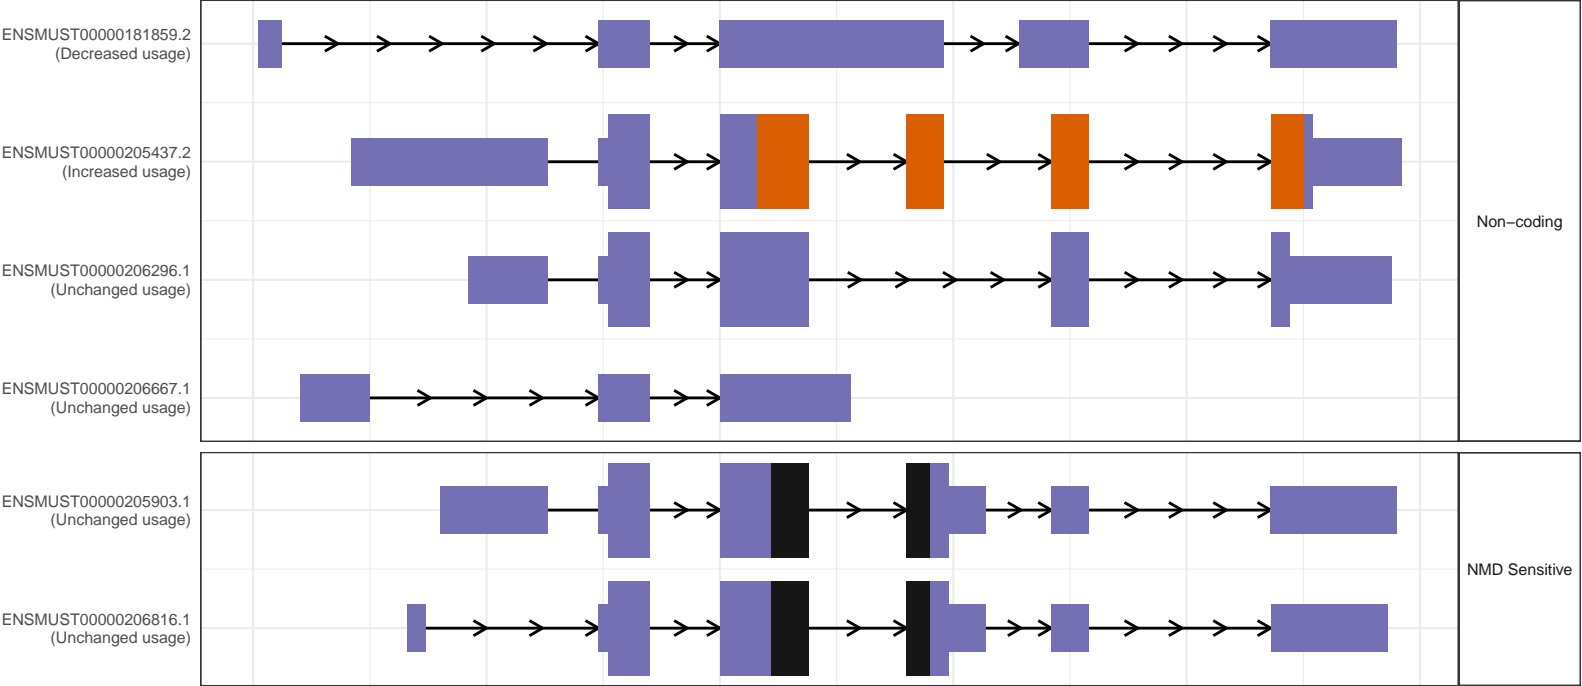 ENSMUST00000181859.2
(Decreased usage)
ENSMUST00000205437.2
(Increased usage)
ENSMUST00000206296.1
(Unchanged usage)
ENSMUST00000206667.1
(Unchanged usage)
Non−coding
ENSMUST00000205903.1
(Unchanged usage)
ENSMUST00000206816.1
(Unchanged usage)
NMD Sensitive